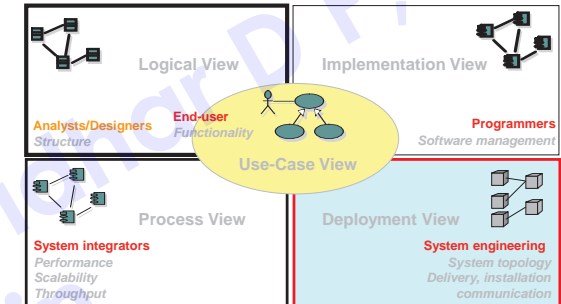 Logical View
Implementation View
Analysts/Designers
Structure
End-user
Functionality
Programmers
Software management
Use-Case View
Process View
Deployment View
System integrators
Performance
Scalability
Throughput
System engineering
System topology
Delivery, installation
communication